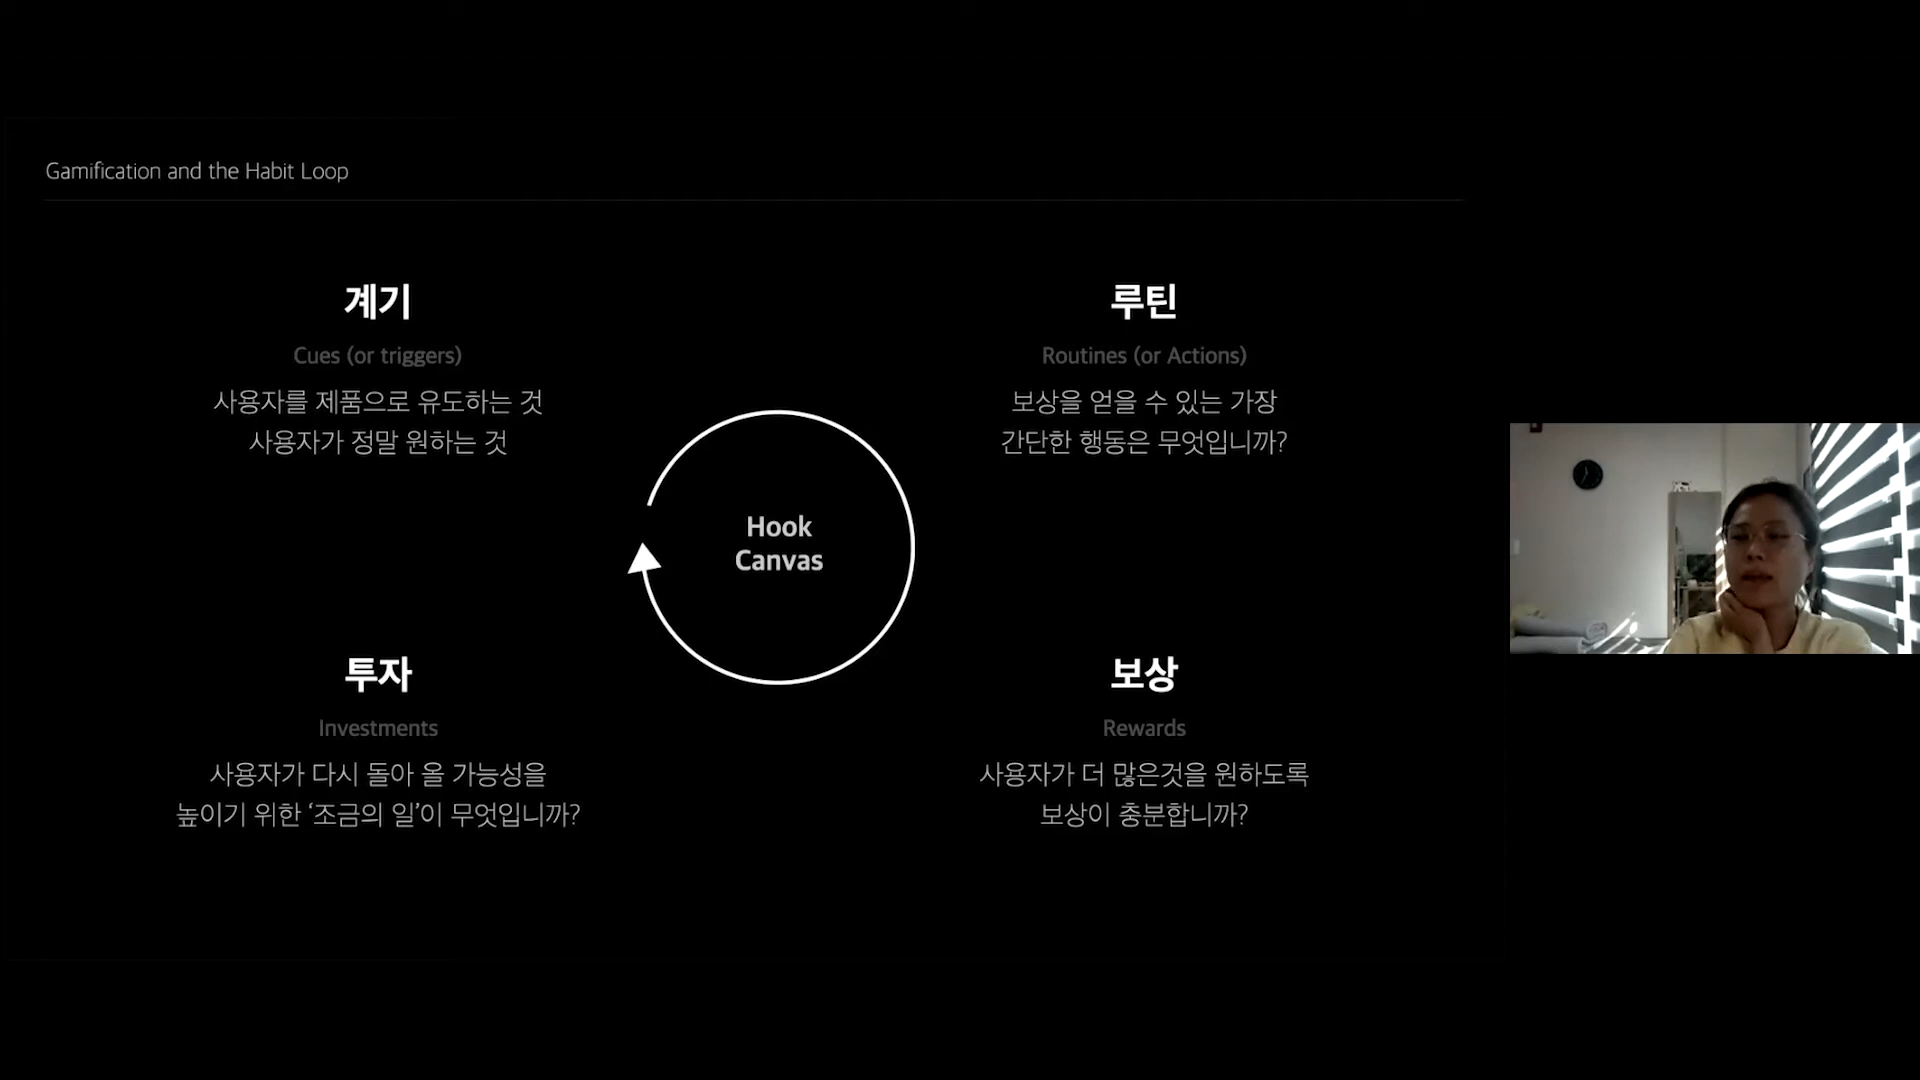 Gamification and the Habit Loop
계기
Cues (or triggers)
사용자를 제품으로 유도하는 것
사용자가 정말 원하는 것
루틴
Routines (or Actions)
보상을 얻을 수 있는 가장
간단한 행동은 무엇입니까?
Hook
Canvas
투자
Investments
사용자가 다시 돌아 올 가능성을
높이기 위한 ‘조금의 일’이 무엇입니까?
보상
Rewards
사용자가 더 많은것을 원하도록
보상이 충분합니까?